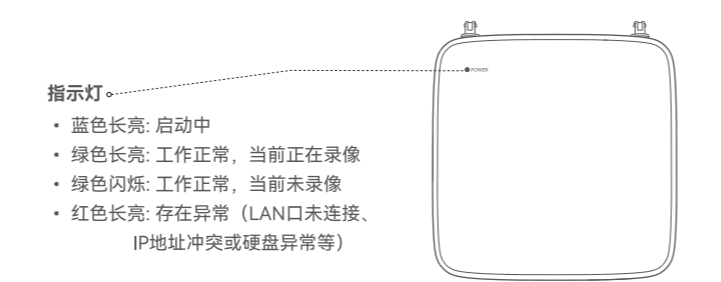 POWER
指示灯
• 蓝色长亮: 启动中
• 绿色长亮: 工作正常，当前正在录像
• 绿色闪烁: 工作正常，当前未录像
• 红色长亮: 存在异常（LAN口未连接、
IP地址冲突或硬盘异常等）